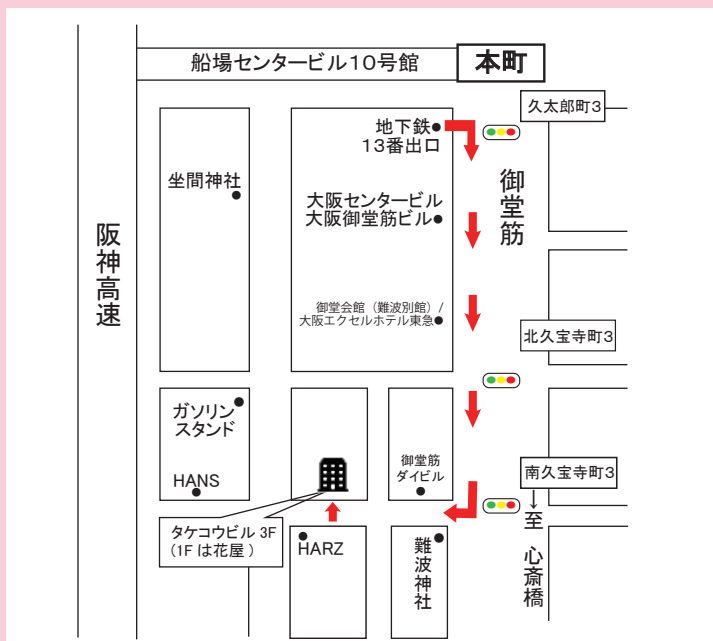 船場センタービル10号館
本町
久太郎町3
地下鉄
13番出口
坐間神社
御堂筋
大阪センタービル
大阪御堂筋ビル
阪神高速
御堂会館（難波別館）/
大阪エクセルホテル東急
北久宝寺町3
ガソリン
スタンド
御堂筋
ダイビル
HANS
南久宝寺町3
↓
至 心斎橋
タケコウビル 3F
(1F は花屋 )
HARZ
難波神社